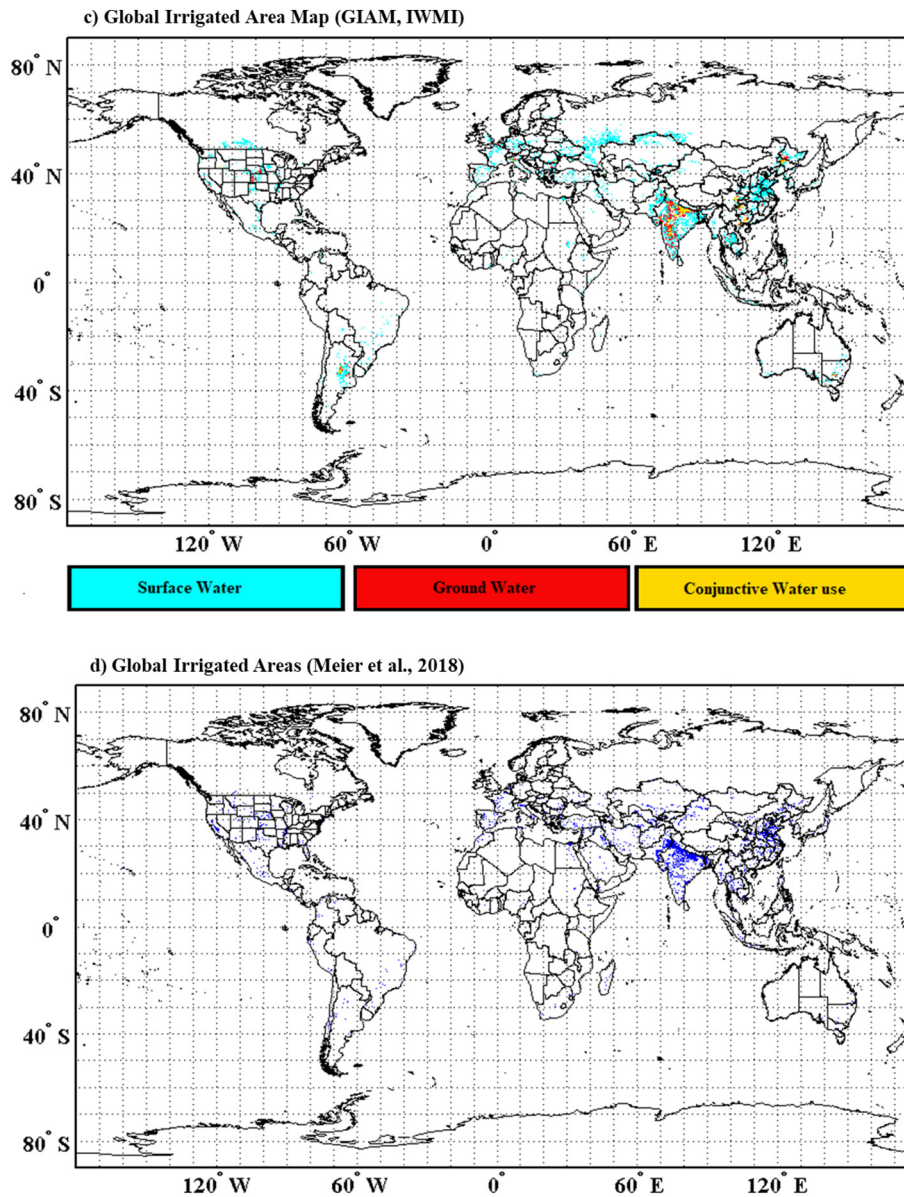 c) Global Irrigated Area Map (GIAM, IWMI)
80° N
40° N
0°
40° S
80° S
120° W 60° W 0° 60° E 120° E
Surface Water Ground Water Conjunctive Water use
d) Global Irrigated Areas (Meier et al., 2018)
80° N
40° N
0°
40° S
80° S
120° W 60° W 0° 60° E 120° E